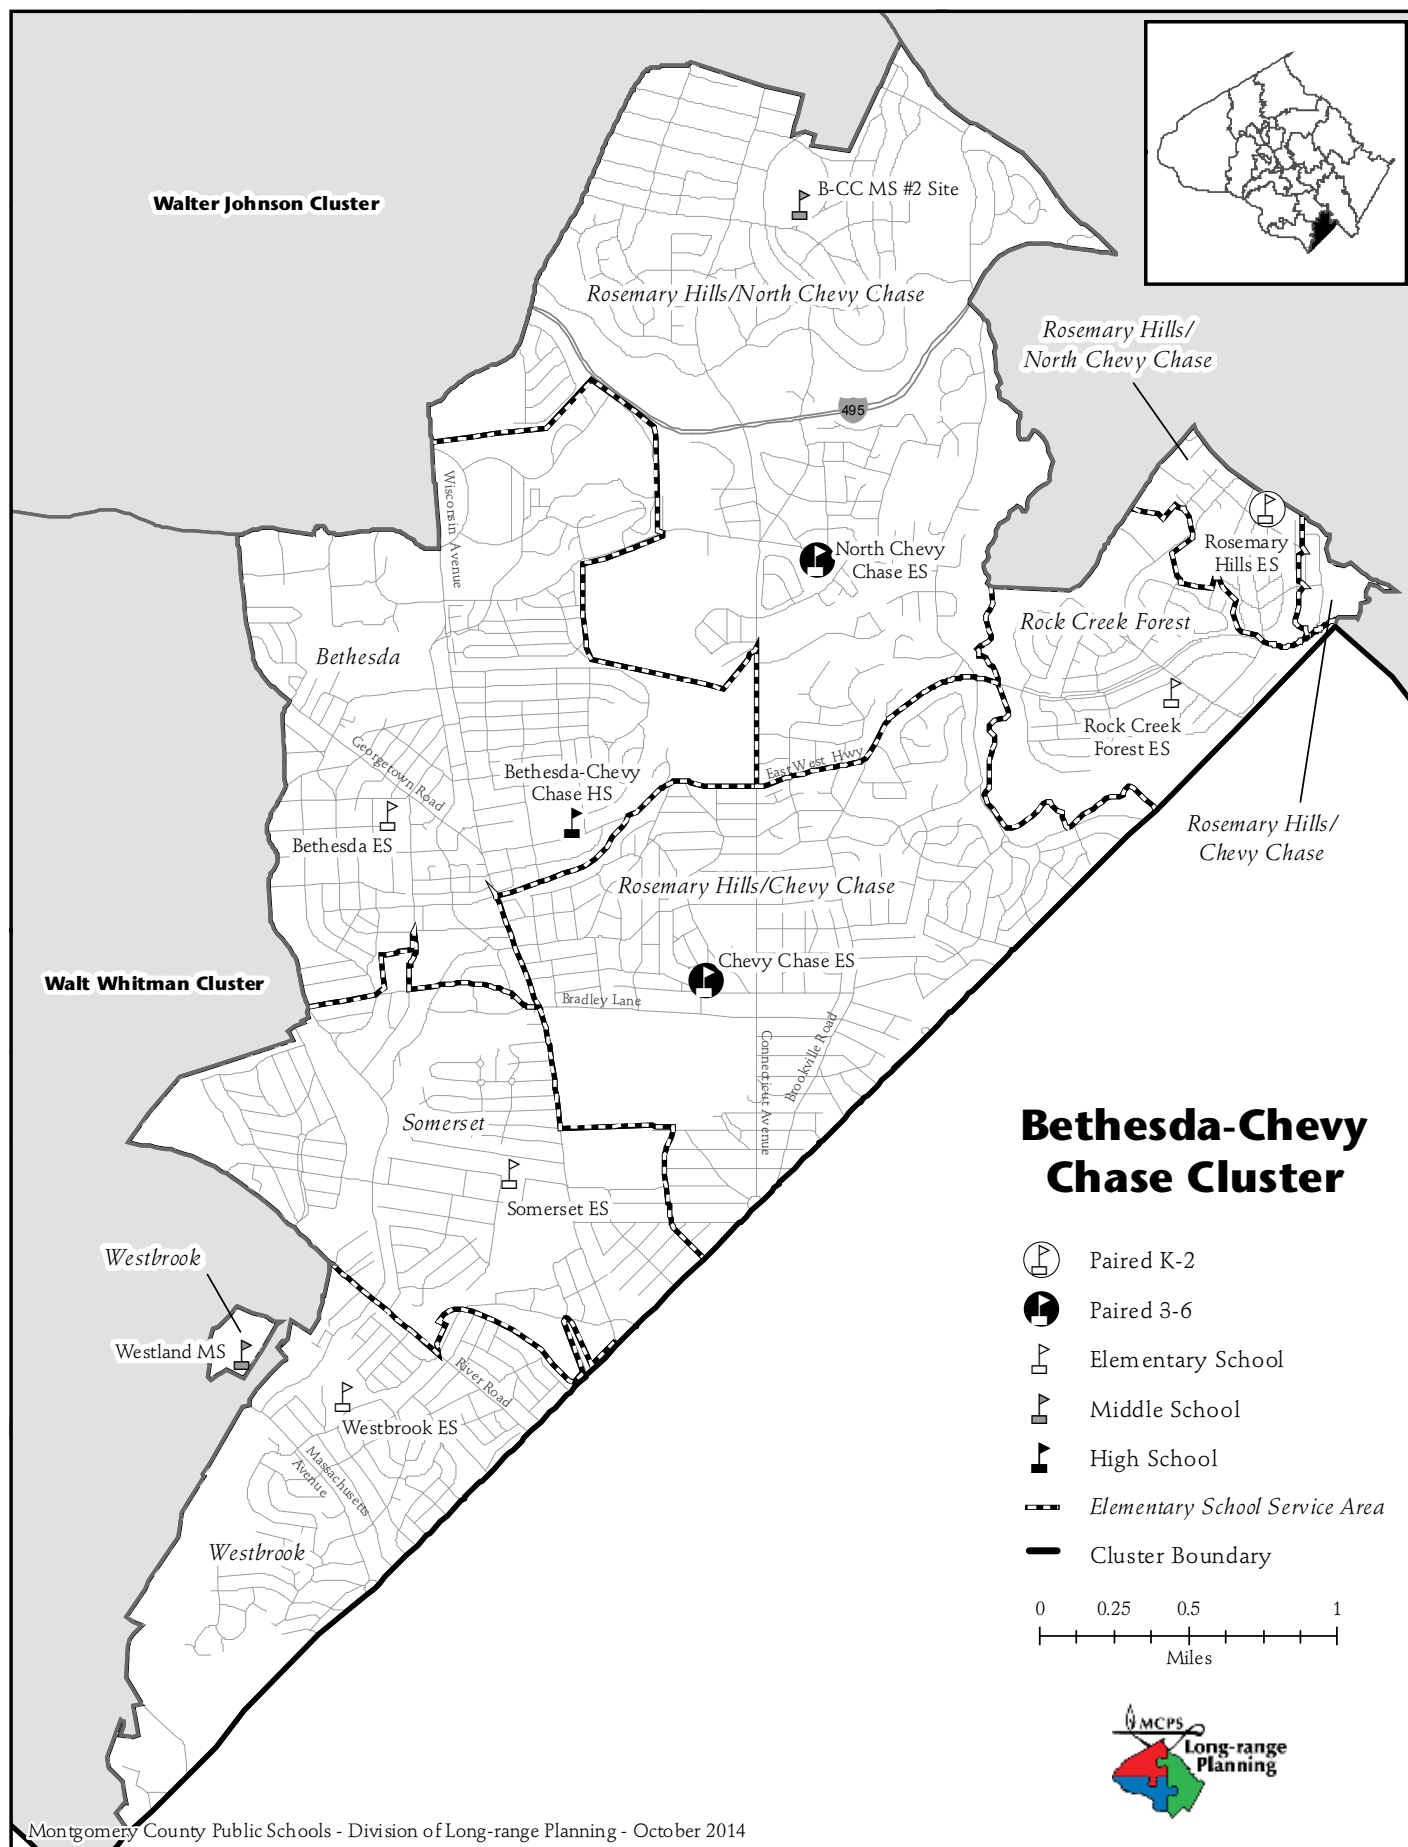 Walter Johnson Cluster
B-CC MS #2 Site
Rosemary Hills/North Chevy Chase
Rosemary Hills/
North Chevy Chase
495
Wisconsin Avenue
North Chevy
Chase ES
Rosemary
Hills ES
Rock Creek Forest
Bethesda
Rock Creek
Forest ES
Georgetown Road
East West Hwy
Bethesda-Chevy
Chase HS
Bethesda ES
Rosemary Hills/
Chevy Chase
Rosemary Hills/Chevy Chase
Chevy Chase ES
Walt Whitman Cluster
Bradley Lane
Connecticut Avenue
Brookville Road
Somerset
Somerset ES
Westbrook
Westland MS
River Road
Westbrook ES
Massachusetts
Avenue
Westbrook
Bethesda-Chevy
Chase Cluster
Paired K-2
Paired 3-6
Elementary School
Middle School
High School
Elementary School Service Area
Cluster Boundary
0 0.25 0.5 1
Miles
MCPS
Long-range
Planning
Montgomery County Public Schools - Division of Long-range Planning - October 2014